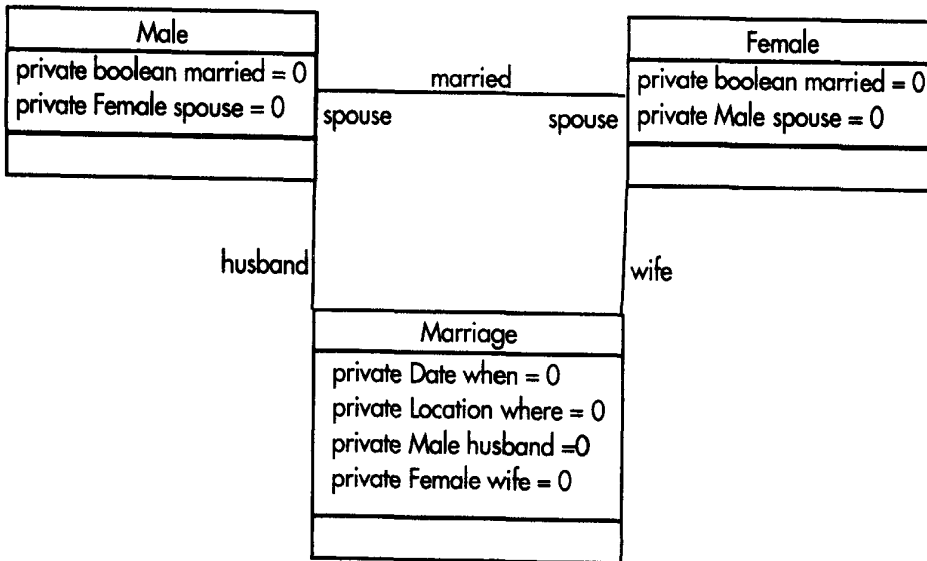 Male
private boolean married = 0
private Female spouse = 0
married
spouse
spouse
Female
private boolean married = 0
private Male spouse = 0
husband
wife
Marriage
private Date when = 0
private Location where = 0
private Male husband =0
private Female wife = 0